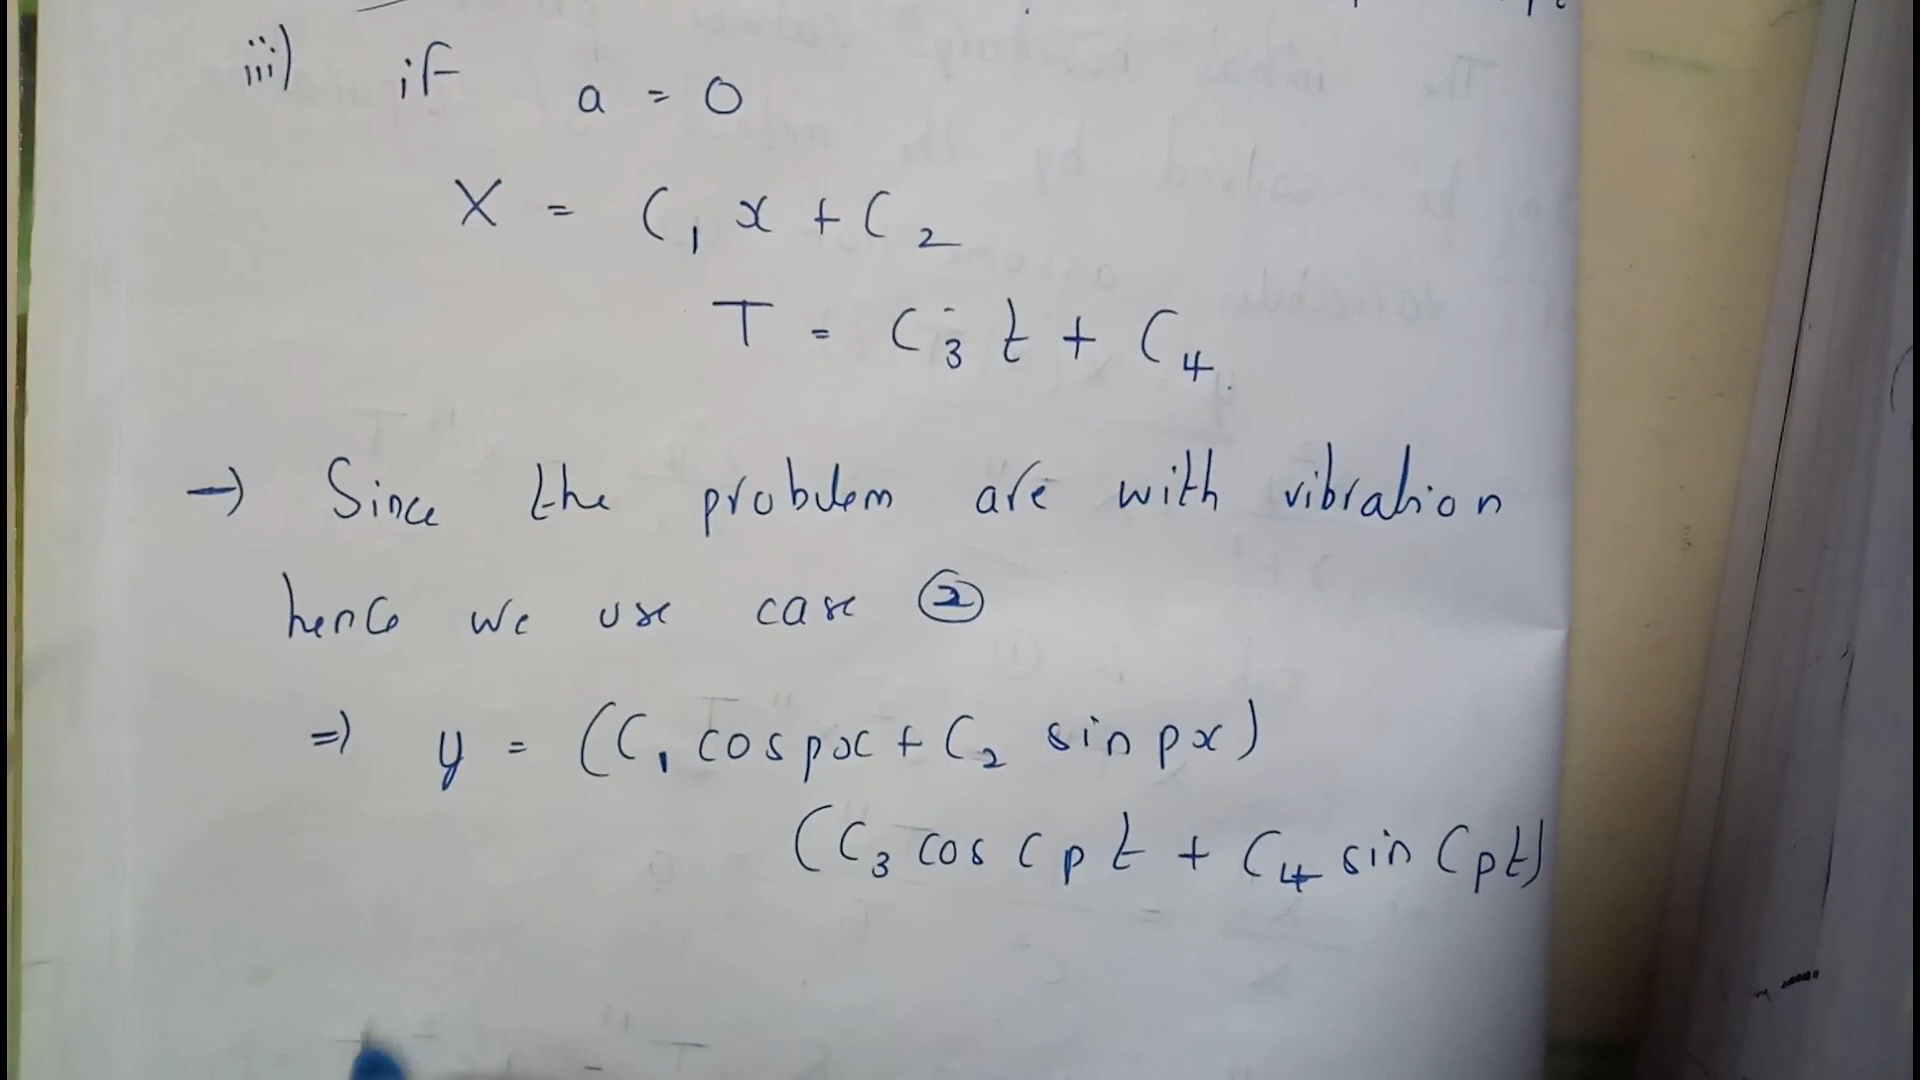 iii) if a = 0
X = C₁ x + C₂
T = C₃ t + C₄.
→ Since the problem are with vibration
hence we use case ②
⇒ y = (C₁ cos px + C₂ sin px)
(C₃ cos cpt + C₄ sin cpt)